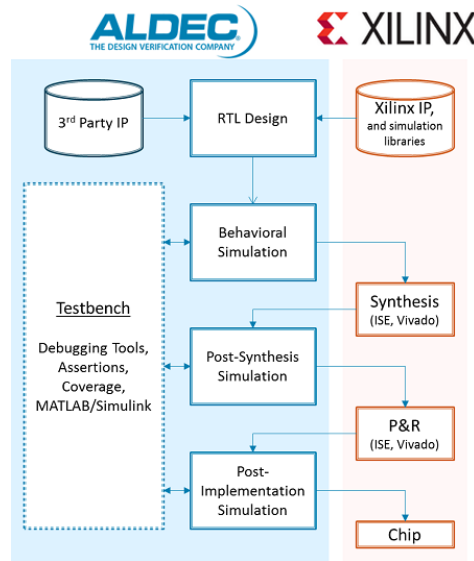 ALDEC
THE DESIGN VERIFICATION COMPANY
XILINX
3rd Party IP
RTL Design
Xilinx IP,
and simulation
libraries
Behavioral
Simulation
Testbench
Debugging Tools,
Assertions,
Coverage,
MATLAB/Simulink
Synthesis
(ISE, Vivado)
Post-Synthesis
Simulation
P&R
(ISE, Vivado)
Post-
Implementation
Simulation
Chip